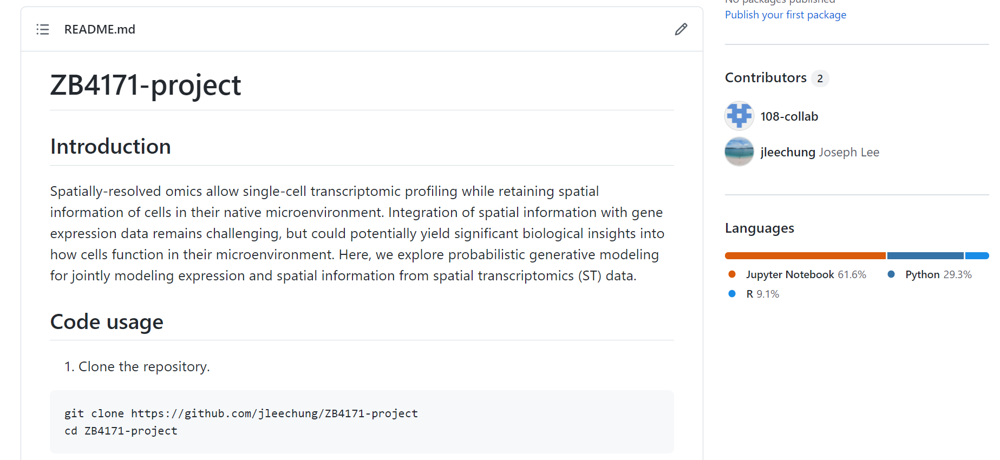 No packages published
Publish your first package
README.md
ZB4171-project
Introduction
Spatially-resolved omics allow single-cell transcriptomic profiling while retaining spatial
information of cells in their native microenvironment. Integration of spatial information with gene
expression data remains challenging, but could potentially yield significant biological insights into
how cells function in their microenvironment. Here, we explore probabilistic generative modeling
for jointly modeling expression and spatial information from spatial transcriptomics (ST) data.
Code usage
1. Clone the repository.
git clone https://github.com/jleechung/ZB4171-project
cd ZB4171-project
Contributors 2
108-collab
jleechung Joseph Lee
Languages
Jupyter Notebook 61.6% Python 29.3%
R 9.1%